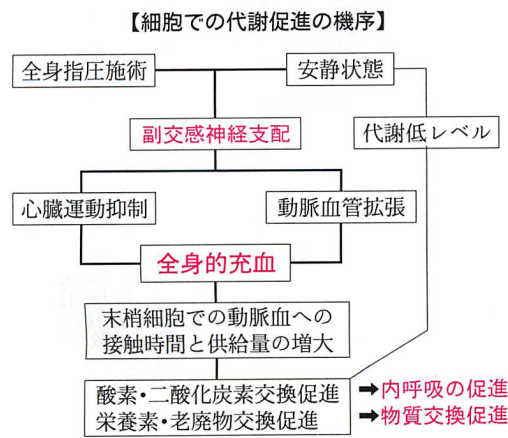 【細胞での代謝促進の機序】
全身指圧施術
安静状態
副交感神経支配
代謝低レベル
心臓運動抑制
動脈血管拡張
全身的充血
末梢細胞での動脈血への
接触時間と供給量の増大
酸素・二酸化炭素交換促進
栄養素・老廃物交換促進
➡内呼吸の促進
➡物質交換促進